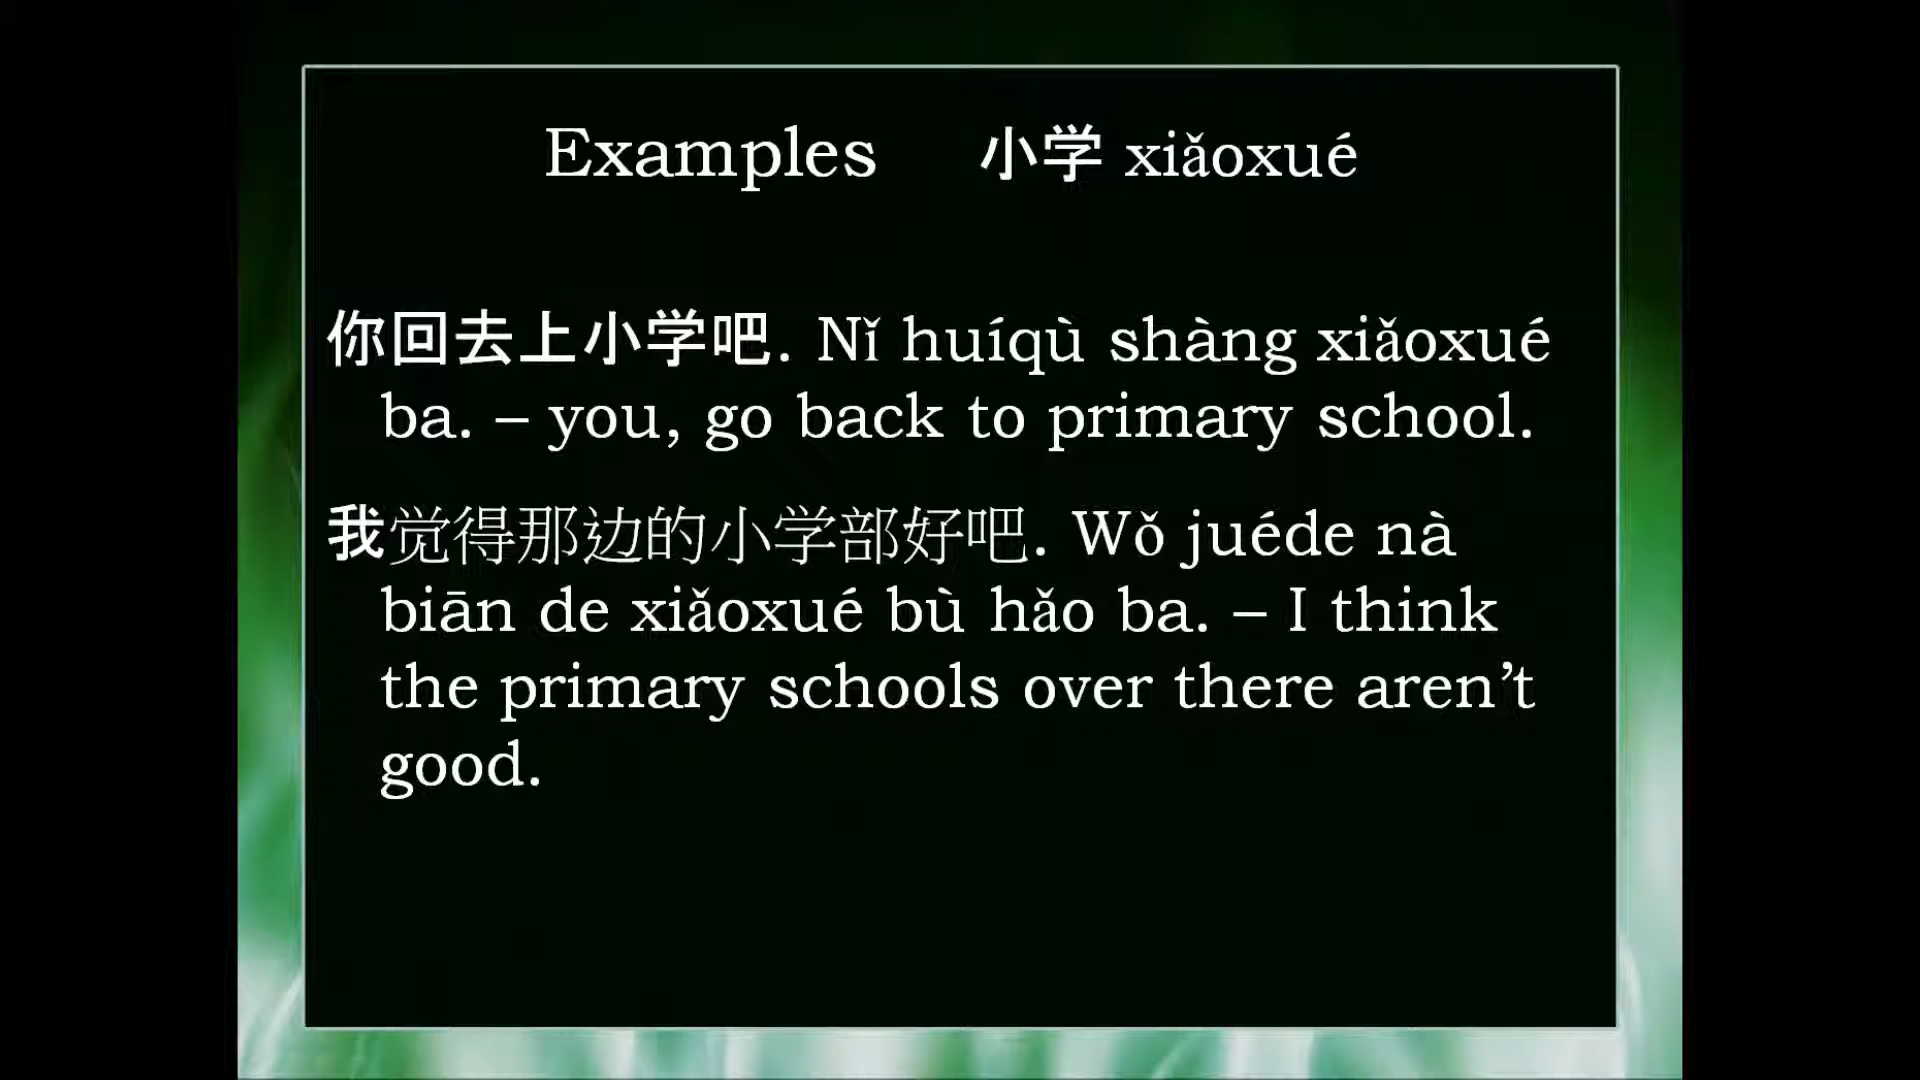 Examples 小学 xiǎoxué
你回去上小学吧. Nǐ huíqù shàng xiǎoxué
ba. – you, go back to primary school.
我觉得那边的小学部好吧. Wǒ juéde nà
biān de xiǎoxué bù hǎo ba. – I think
the primary schools over there aren’t
good.